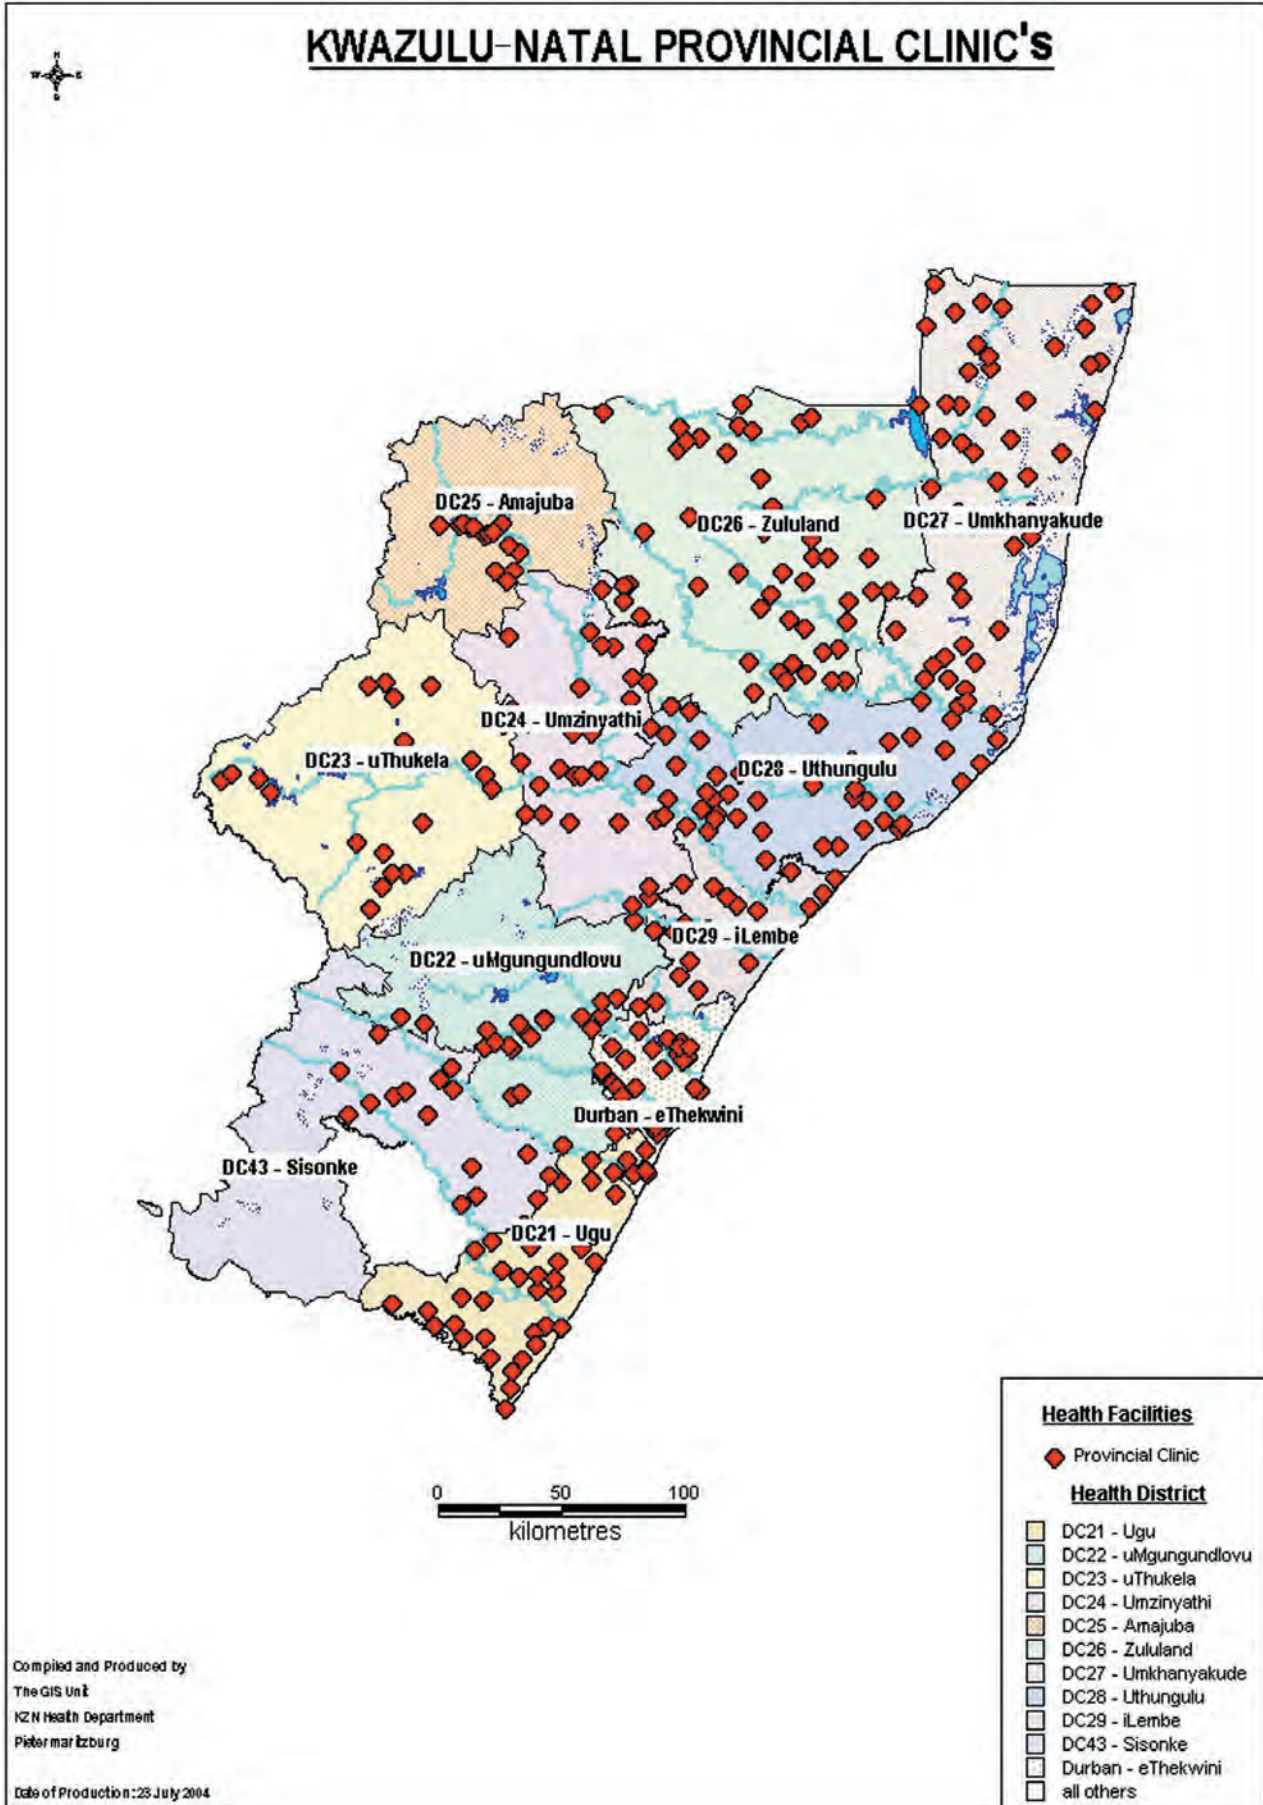 KWAZULU-NATAL PROVINCIAL CLINIC's
N
W E
DC25 - Amajuba
DC26 - Zululand
DC27 - Umkhanyakude
DC24 - Umzinyathi
DC23 - uThukela
DC28 - Uthungulu
DC29 - iLembe
DC22 - uMgungundlovu
Durban - eThekwini
DC43 - Sisonke
DC21 - Ugu
0 50 100
kilometres
Health Facilities
Provincial Clinic
Health District
DC21 - Ugu
DC22 - uMgungundlovu
DC23 - uThukela
DC24 - Umzinyathi
DC25 - Amajuba
DC26 - Zululand
DC27 - Umkhanyakude
DC28 - Uthungulu
DC29 - iLembe
DC43 - Sisonke
Durban - eThekwini
all others
Compiled and Produced by
The GIS Unit
KZN Health Department
Pietermaritzburg
Date of Production:23 July 2004